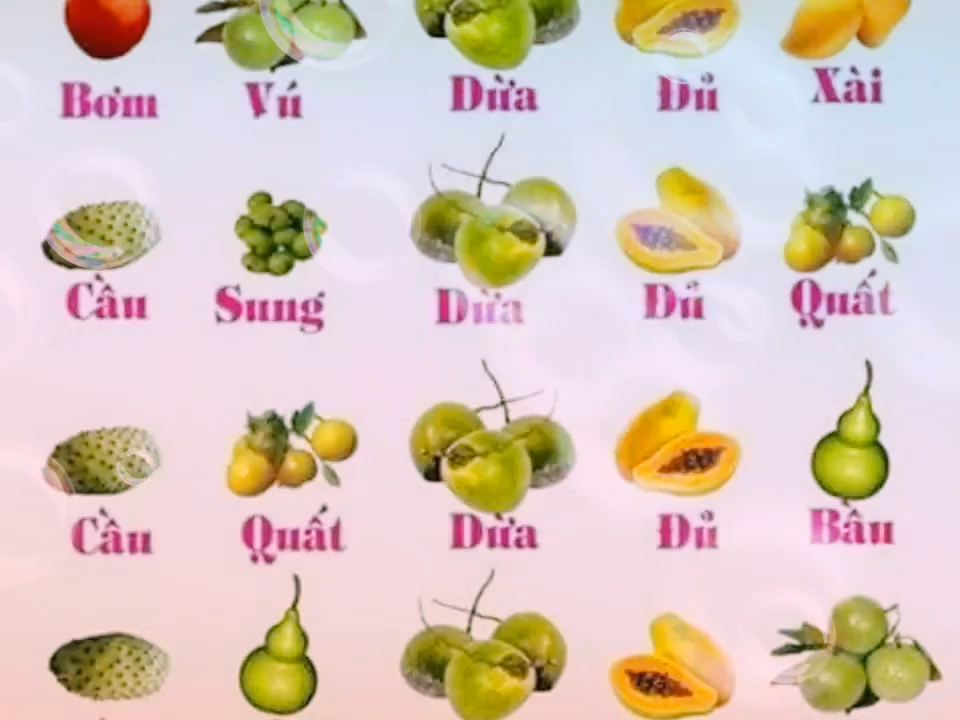 Bơm Vú Dừa Đủ Xài
Cầu Sung Dừa Đủ Quất
Cầu Quất Dừa Đủ Bầu